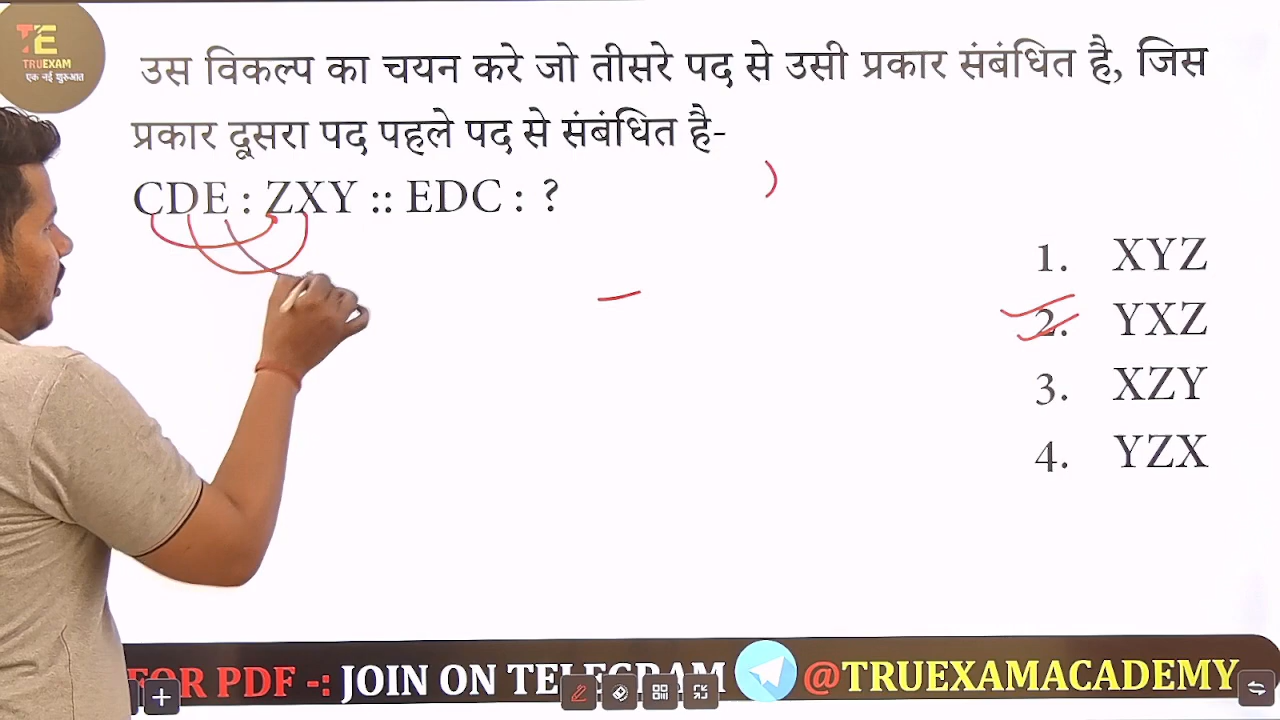 TE
TRUEXAM
एक नई शुरुआत
उस विकल्प का चयन करे जो तीसरे पद से उसी प्रकार संबंधित है, जिस
प्रकार दूसरा पद पहले पद से संबंधित है-
CDE : ZXY :: EDC : ?
1. XYZ
2. YXZ
3. XZY
4. YZX
FOR PDF -: JOIN ON TELEGRAM @TRUEXAMACADEMY